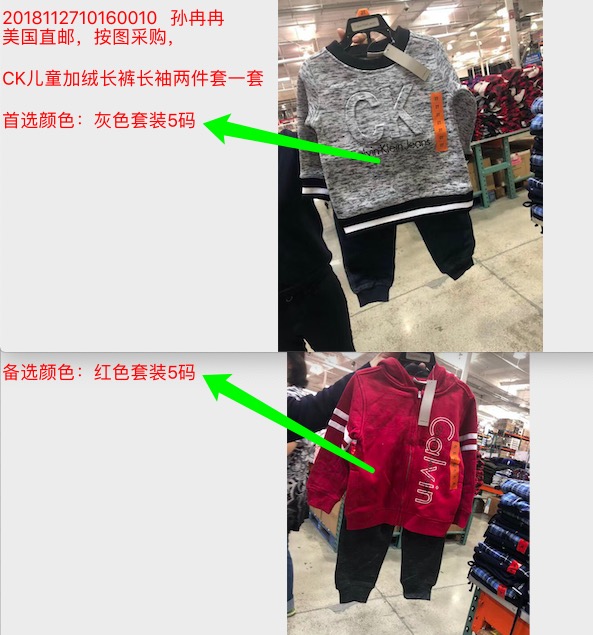 2018112710160010 孙冉冉
美国直邮，按图采购，
CK儿童加绒长裤长袖两件套一套
首选颜色：灰色套装5码
CK
Calvin Klein Jeans
备选颜色：红色套装5码
Calvin